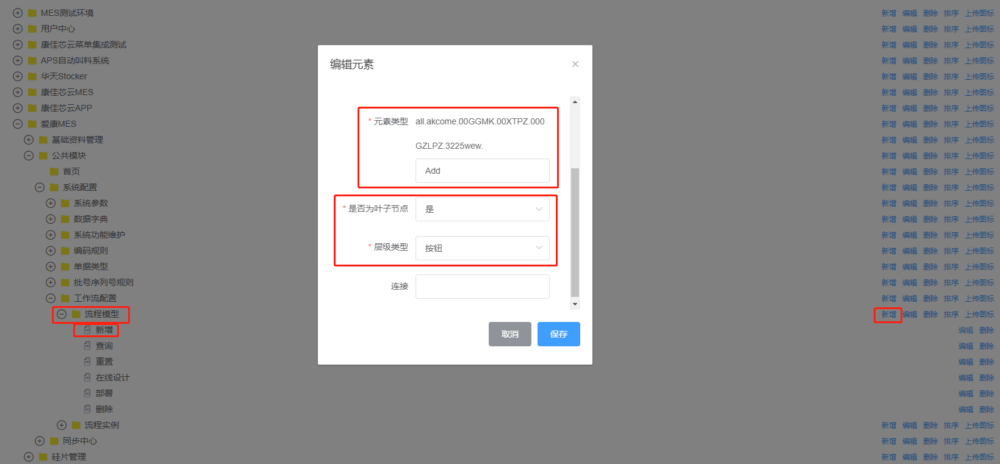 MES测试环境 新增 编辑 删除 排序 上传图标
用户中心 新增 编辑 删除 排序 上传图标
康佳芯云菜单集成测试 新增 编辑 删除 排序 上传图标
APS自动叫料系统 新增 编辑 删除 排序 上传图标
华天Stocker 新增 编辑 删除 排序 上传图标
康佳芯云MES 新增 编辑 删除 排序 上传图标
康佳芯云APP 新增 编辑 删除 排序 上传图标
爱康MES 新增 编辑 删除 排序 上传图标
基础资料管理 新增 编辑 删除 排序 上传图标
公共模块 新增 编辑 删除 排序 上传图标
首页 新增 编辑 删除 排序 上传图标
系统配置 新增 编辑 删除 排序 上传图标
系统参数 新增 编辑 删除 排序 上传图标
数据字典 新增 编辑 删除 排序 上传图标
系统功能维护 新增 编辑 删除 排序 上传图标
编码规则 新增 编辑 删除 排序 上传图标
单据类型 新增 编辑 删除 排序 上传图标
批号序列号规则 新增 编辑 删除 排序 上传图标
工作流配置 新增 编辑 删除 排序 上传图标
流程模型 新增 编辑 删除 排序 上传图标
新增 编辑 删除
查询 编辑 删除
重置 编辑 删除
在线设计 编辑 删除
部署 编辑 删除
删除 编辑 删除
流程实例 新增 编辑 删除 排序 上传图标
同步中心 新增 编辑 删除 排序 上传图标
硅片管理 新增 编辑 删除 排序 上传图标
编辑元素
* 元素类型 all.akcome.00GGMK.00XTPZ.000
GZLPZ.3225wew.
Add
* 是否为叶子节点 是
* 层级类型 按钮
连接
取消 保存